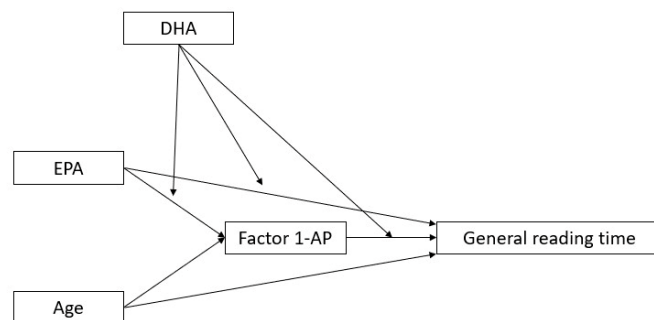 DHA
EPA
Factor 1-AP
General reading time
Age